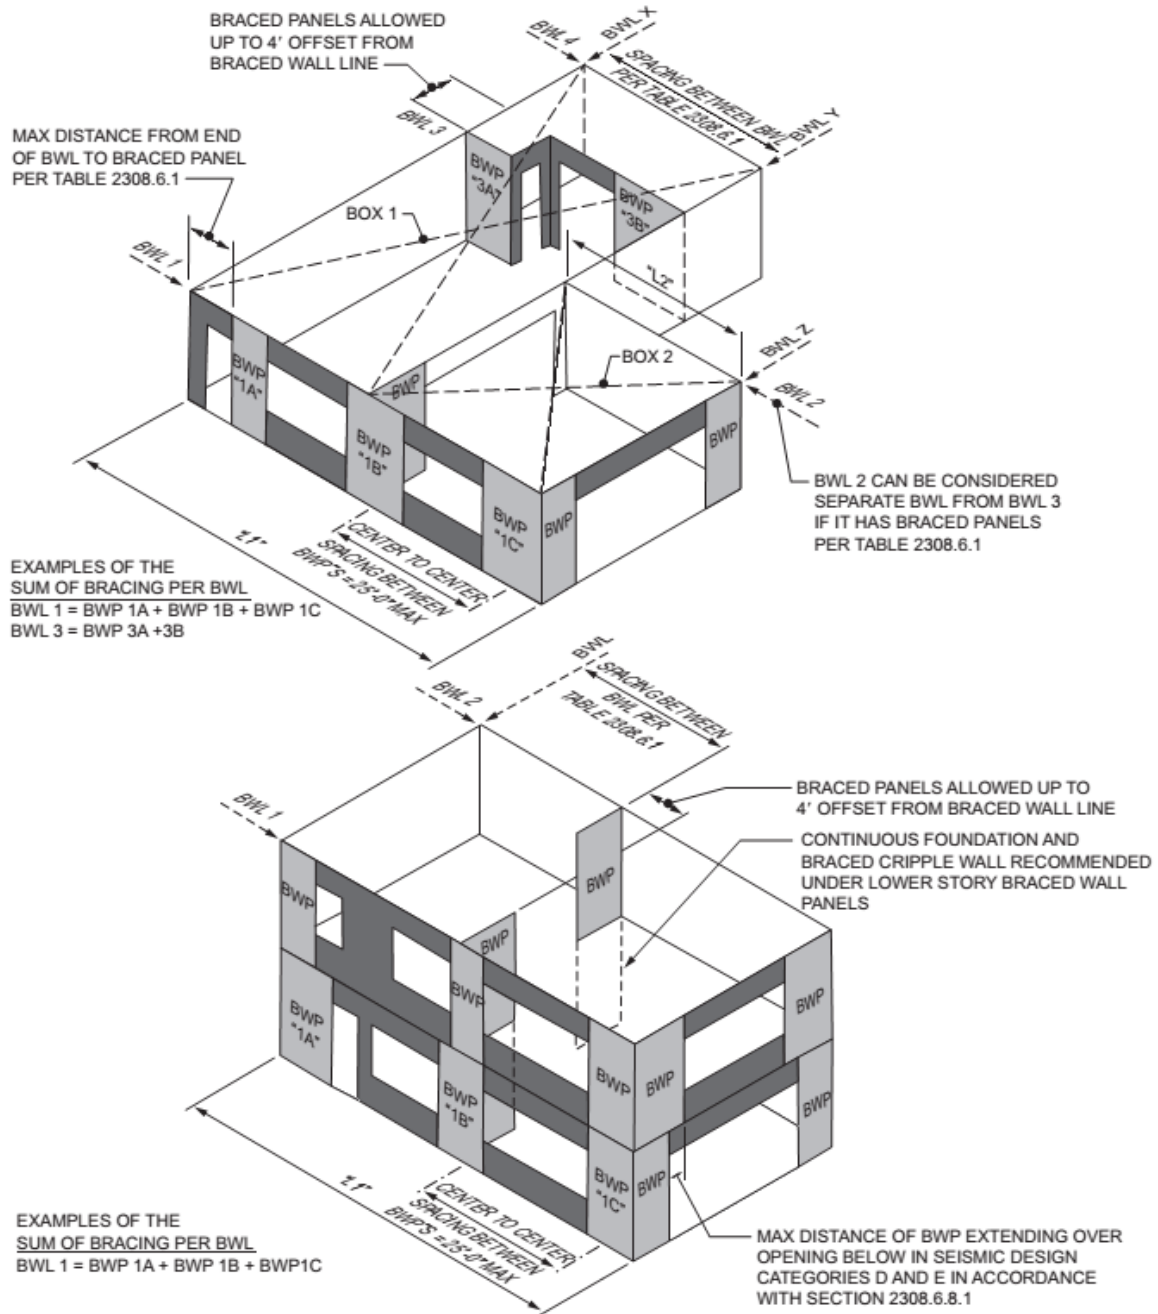 BRACED PANELS ALLOWED
UP TO 4' OFFSET FROM
BRACED WALL LINE
BWL 4
BWL X
SPACING BETWEEN BWL
PER TABLE 2308.6.1
BWL Y
BWL 3
MAX DISTANCE FROM END
OF BWL TO BRACED PANEL
PER TABLE 2308.6.1
BWP
"3A"
BWP
"3B"
BOX 1
BWL 1
"L2"
BWL Z
BOX 2
BWL 2
BWP
"1A"
BWP
BWP
"1B"
BWP
BWP
"1C"
BWP
BWL 2 CAN BE CONSIDERED
SEPARATE BWL FROM BWL 3
IF IT HAS BRACED PANELS
PER TABLE 2308.6.1
CENTER TO CENTER
SPACING BETWEEN
BWP'S = 25'-0" MAX
EXAMPLES OF THE
SUM OF BRACING PER BWL
BWL 1 = BWP 1A + BWP 1B + BWP 1C
BWL 3 = BWP 3A +3B
BWL
BWL 2
SPACING BETWEEN
BWL PER
TABLE 2308.6.1
BWL 1
BRACED PANELS ALLOWED UP TO
4' OFFSET FROM BRACED WALL LINE
CONTINUOUS FOUNDATION AND
BRACED CRIPPLE WALL RECOMMENDED
UNDER LOWER STORY BRACED WALL
PANELS
BWP
BWP
BWP
BWP
BWP
BWP
BWP
BWP
"1A"
BWP
"1B"
BWP
"1C"
BWP
BWP
CENTER TO CENTER
SPACING BETWEEN
BWP'S = 25'-0" MAX
EXAMPLES OF THE
SUM OF BRACING PER BWL
BWL 1 = BWP 1A + BWP 1B + BWP1C
MAX DISTANCE OF BWP EXTENDING OVER
OPENING BELOW IN SEISMIC DESIGN
CATEGORIES D AND E IN ACCORDANCE
WITH SECTION 2308.6.8.1